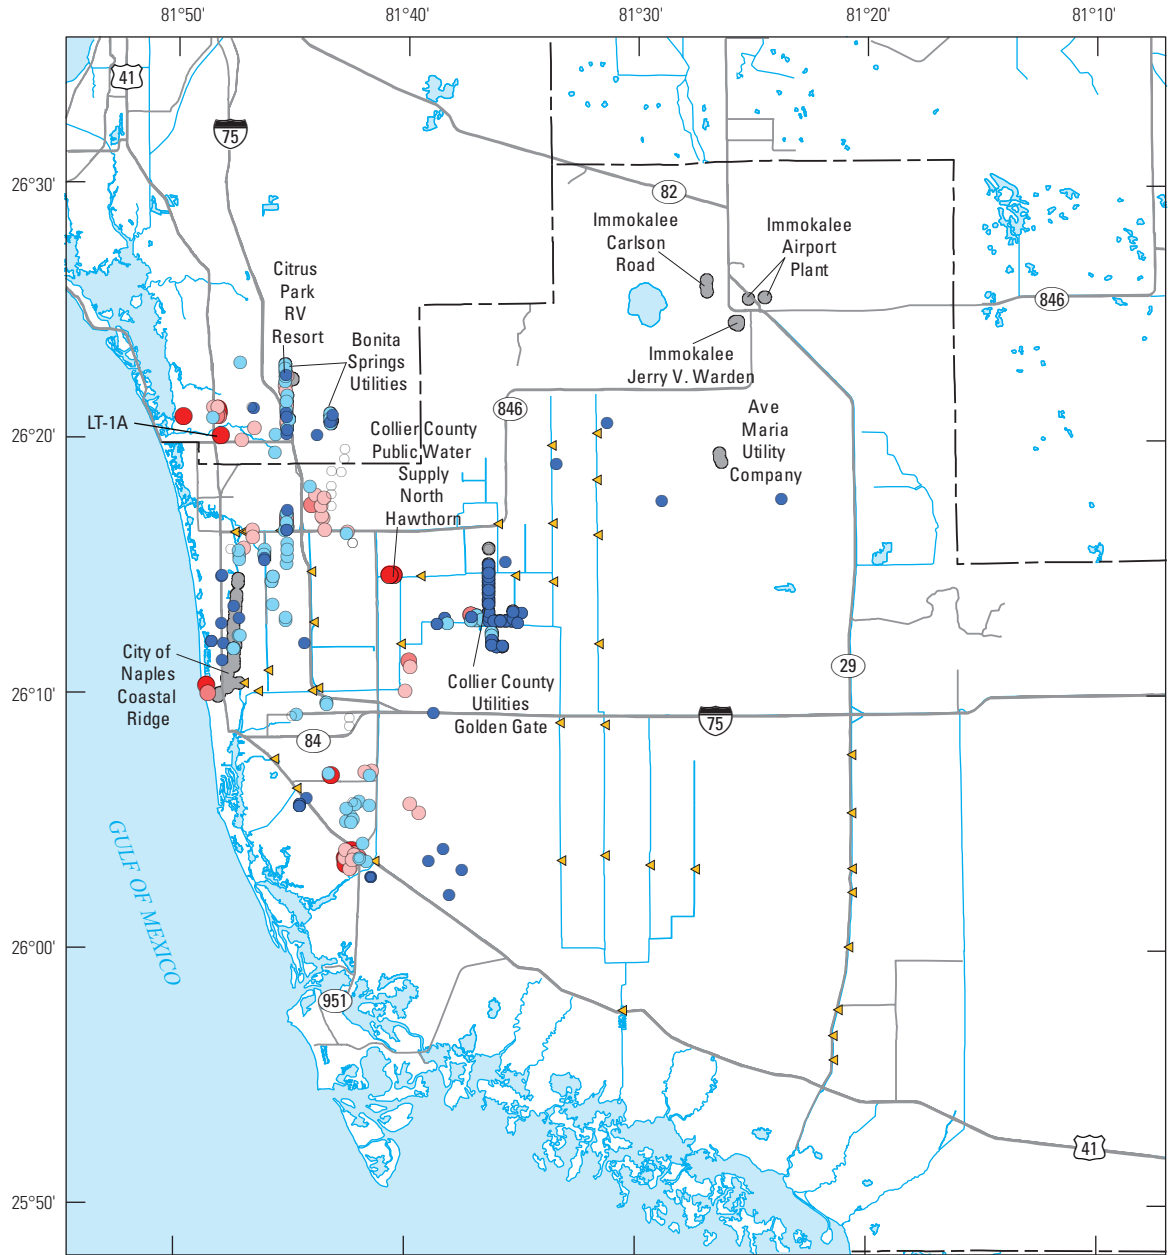 81°50'
81°40'
81°30'
81°20'
81°10'
41
75
26°30'
82
Immokalee
Carlson
Road
Immokalee
Airport
Plant
Citrus
Park
RV
Resort
846
Bonita
Springs
Utilities
Immokalee
Jerry V. Warden
846
LT-1A
26°20'
Collier County
Public Water
Supply
North
Hawthorn
Ave
Maria
Utility
Company
City of
Naples
Coastal
Ridge
26°10'
29
Collier County
Utilities
Golden Gate
75
84
GULF OF MEXICO
26°00'
951
41
25°50'